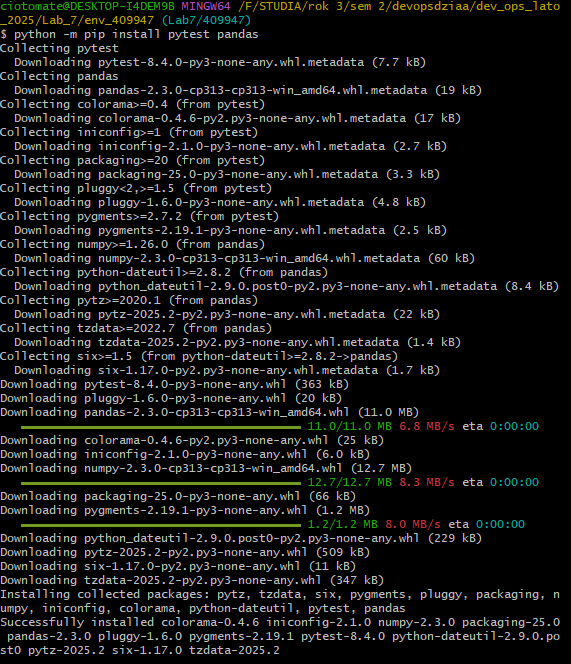 ciotomate@DESKTOP-I4DEM9B MINGW64 /F/STUDIA/rok 3/sem 2/devopsdziaa/dev_ops_lato
_2025/Lab_7/env_409947 (Lab7/409947)
$ python -m pip install pytest pandas
Collecting pytest
  Downloading pytest-8.4.0-py3-none-any.whl.metadata (7.7 kB)
Collecting pandas
  Downloading pandas-2.3.0-cp313-cp313-win_amd64.whl.metadata (19 kB)
Collecting colorama>=0.4 (from pytest)
  Downloading colorama-0.4.6-py2.py3-none-any.whl.metadata (17 kB)
Collecting iniconfig>=1 (from pytest)
  Downloading iniconfig-2.1.0-py3-none-any.whl.metadata (2.7 kB)
Collecting packaging>=20 (from pytest)
  Downloading packaging-25.0-py3-none-any.whl.metadata (3.3 kB)
Collecting pluggy<2,>=1.5 (from pytest)
  Downloading pluggy-1.6.0-py3-none-any.whl.metadata (4.8 kB)
Collecting pygments>=2.7.2 (from pytest)
  Downloading pygments-2.19.1-py3-none-any.whl.metadata (2.5 kB)
Collecting numpy>=1.26.0 (from pandas)
  Downloading numpy-2.3.0-cp313-cp313-win_amd64.whl.metadata (60 kB)
Collecting python-dateutil>=2.8.2 (from pandas)
  Downloading python_dateutil-2.9.0.post0-py2.py3-none-any.whl.metadata (8.4 kB)
Collecting pytz>=2020.1 (from pandas)
  Downloading pytz-2025.2-py2.py3-none-any.whl.metadata (22 kB)
Collecting tzdata>=2022.7 (from pandas)
  Downloading tzdata-2025.2-py2.py3-none-any.whl.metadata (1.4 kB)
Collecting six>=1.5 (from python-dateutil>=2.8.2->pandas)
  Downloading six-1.17.0-py2.py3-none-any.whl.metadata (1.7 kB)
Downloading pytest-8.4.0-py3-none-any.whl (363 kB)
Downloading pluggy-1.6.0-py3-none-any.whl (20 kB)
Downloading pandas-2.3.0-cp313-cp313-win_amd64.whl (11.0 MB)
11.0/11.0 MB 6.8 MB/s eta 0:00:00
Downloading colorama-0.4.6-py2.py3-none-any.whl (25 kB)
Downloading iniconfig-2.1.0-py3-none-any.whl (6.0 kB)
Downloading numpy-2.3.0-cp313-cp313-win_amd64.whl (12.7 MB)
12.7/12.7 MB 8.3 MB/s eta 0:00:00
Downloading packaging-25.0-py3-none-any.whl (66 kB)
Downloading pygments-2.19.1-py3-none-any.whl (1.2 MB)
1.2/1.2 MB 8.0 MB/s eta 0:00:00
Downloading python_dateutil-2.9.0.post0-py2.py3-none-any.whl (229 kB)
Downloading pytz-2025.2-py2.py3-none-any.whl (509 kB)
Downloading six-1.17.0-py2.py3-none-any.whl (11 kB)
Downloading tzdata-2025.2-py2.py3-none-any.whl (347 kB)
Installing collected packages: pytz, tzdata, six, pygments, pluggy, packaging, n
umpy, iniconfig, colorama, python-dateutil, pytest, pandas
Successfully installed colorama-0.4.6 iniconfig-2.1.0 numpy-2.3.0 packaging-25.0
 pandas-2.3.0 pluggy-1.6.0 pygments-2.19.1 pytest-8.4.0 python-dateutil-2.9.0.po
st0 pytz-2025.2 six-1.17.0 tzdata-2025.2